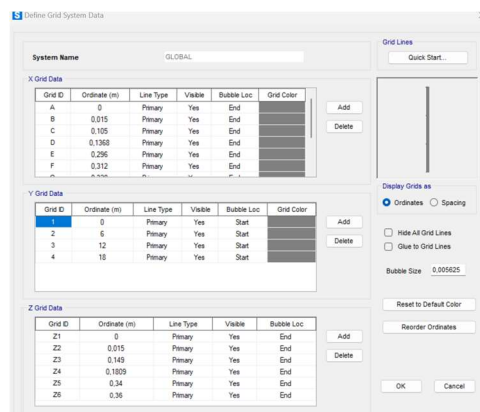 S Define Grid System Data
System Name GLOBAL
X Grid Data
Grid ID Ordinate (m) Line Type Visible Bubble Loc Grid Color
A 0 Primary Yes End
B 0,015 Primary Yes End
C 0,105 Primary Yes End
D 0,1368 Primary Yes End
E 0,296 Primary Yes End
F 0,312 Primary Yes End
Add
Delete
Y Grid Data
Grid ID Ordinate (m) Line Type Visible Bubble Loc Grid Color
1 0 Primary Yes Start
2 6 Primary Yes Start
3 12 Primary Yes Start
4 18 Primary Yes Start
Add
Delete
Z Grid Data
Grid ID Ordinate (m) Line Type Visible Bubble Loc
Z1 0 Primary Yes End
Z2 0,015 Primary Yes End
Z3 0,149 Primary Yes End
Z4 0,1809 Primary Yes End
Z5 0,34 Primary Yes End
Z6 0,36 Primary Yes End
Add
Delete
Grid Lines
Quick Start...
Display Grids as
Ordinates Spacing
Hide All Grid Lines
Glue to Grid Lines
Bubble Size 0,005625
Reset to Default Color
Reorder Ordinates
OK Cancel